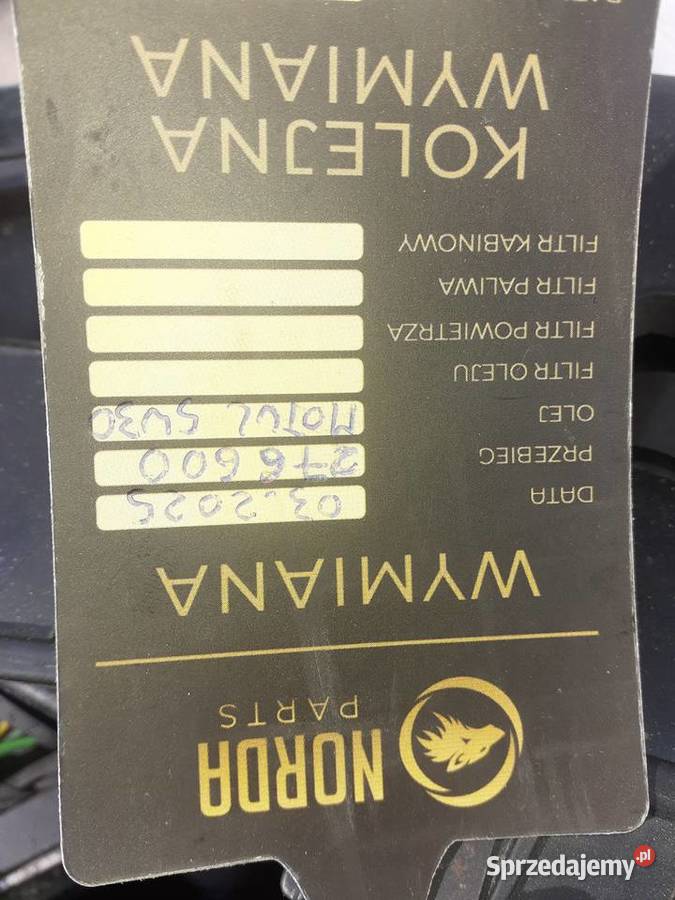 NORDA
PARTS
WYMIANA
DATA 03.2025
PRZEBIEG 276600
OLEJ MOTUL 5W30
FILTR OLEJU
FILTR POWIETRZA
FILTR PALIWA
FILTR KABINOWY
KOLEJNA
WYMIANA
Sprzedajemy.pl